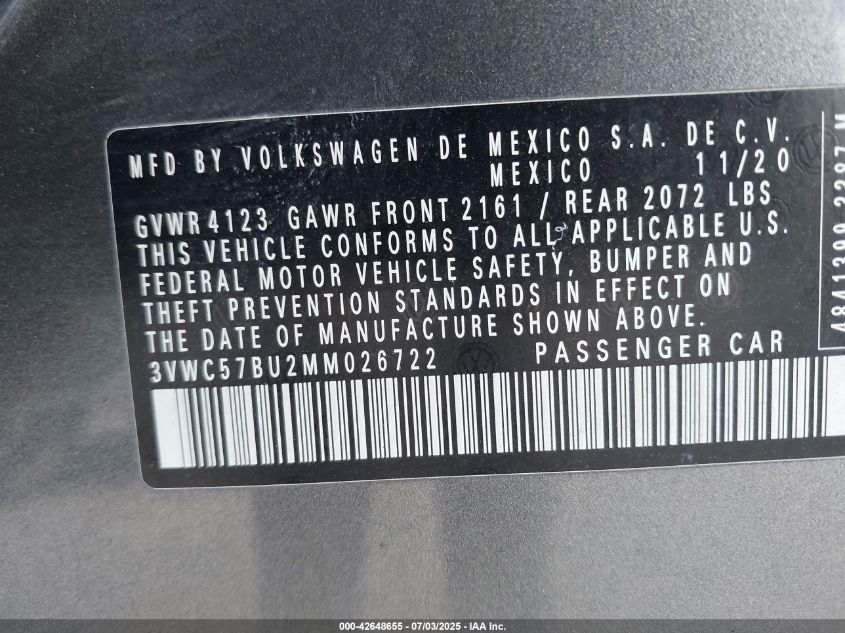 MFD BY VOLKSWAGEN DE MEXICO S.A. DE C.V.
MEXICO 11/20
GVWR 4123 GAWR FRONT 2161 / REAR 2072 LBS
THIS VEHICLE CONFORMS TO ALL APPLICABLE U.S.
FEDERAL MOTOR VEHICLE SAFETY, BUMPER AND
THEFT PREVENTION STANDARDS IN EFFECT ON
THE DATE OF MANUFACTURE SHOWN ABOVE.
3VWC57BU2MM026722 PASSENGER CAR
000-42648655 - 07/03/2025 - IAA Inc.